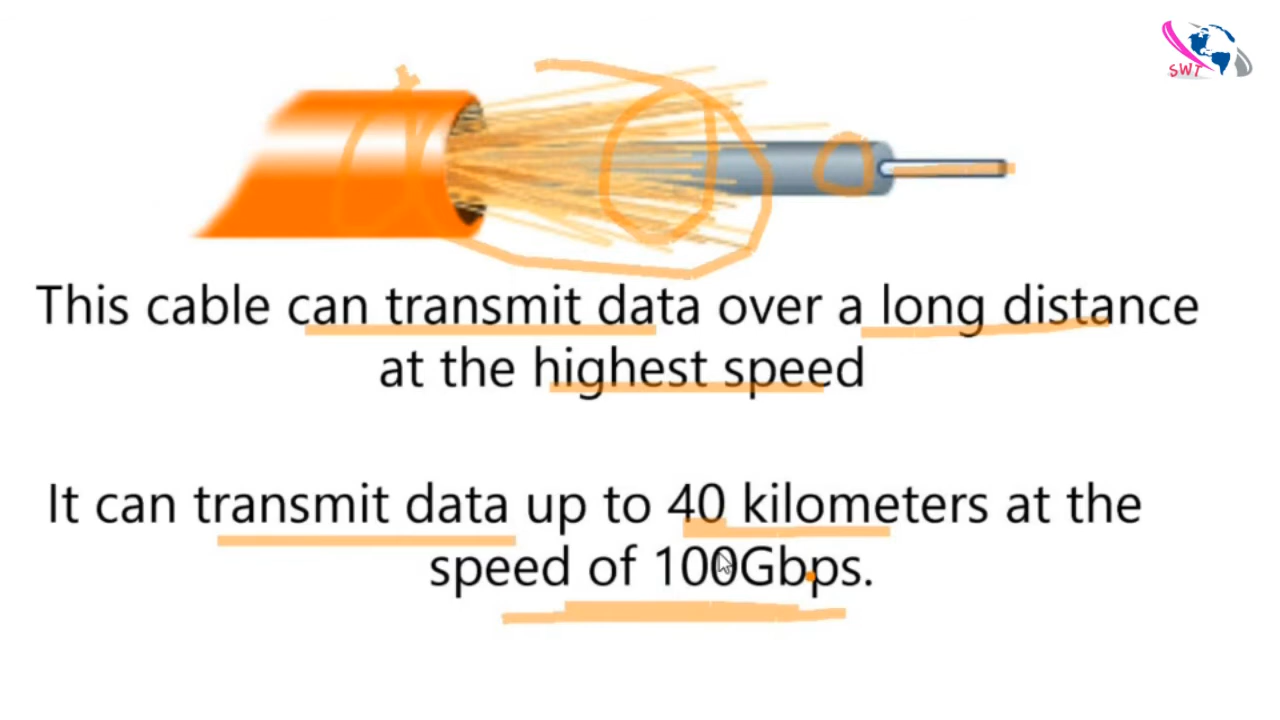 SWT
This cable can transmit data over a long distance
at the highest speed
It can transmit data up to 40 kilometers at the
speed of 100Gbps.